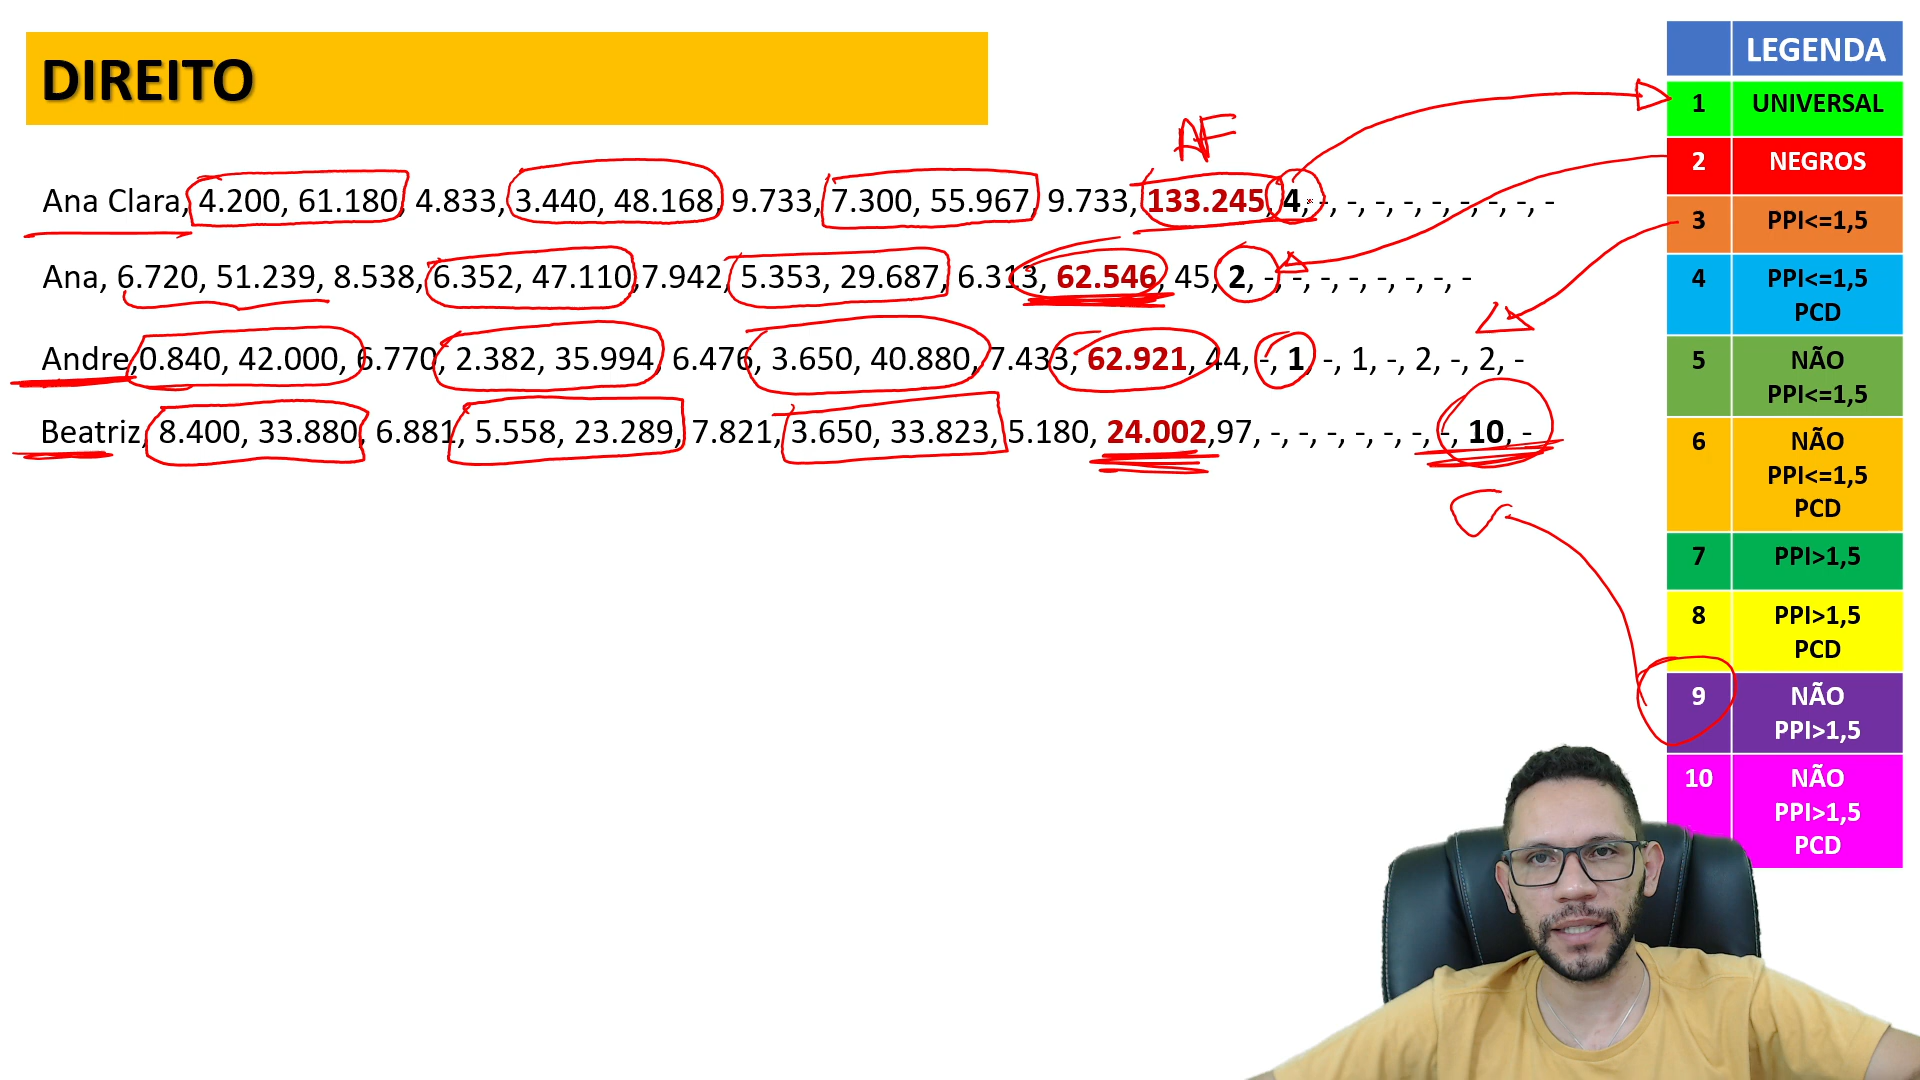 DIREITO
AF
Ana Clara, 4.200, 61.180, 4.833, 3.440, 48.168, 9.733, 7.300, 55.967, 9.733, 133.245, 4, -, -, -, -, -, -, -, -, -
Ana, 6.720, 51.239, 8.538, 6.352, 47.110,7.942, 5.353, 29.687, 6.313, 62.546, 45, 2, -, -, -, -, -, -, -, -
Andre,0.840, 42.000, 6.770, 2.382, 35.994, 6.476, 3.650, 40.880, 7.433, 62.921, 44, -, 1, -, 1, -, 2, -, 2, -
Beatriz, 8.400, 33.880, 6.881, 5.558, 23.289, 7.821, 3.650, 33.823, 5.180, 24.002,97, -, -, -, -, -, -, -, 10, -
LEGENDA
1 UNIVERSAL
2 NEGROS
3 PPI<=1,5
4 PPI<=1,5
PCD
5 NÃO
PPI<=1,5
6 NÃO
PPI<=1,5
PCD
7 PPI>1,5
8 PPI>1,5
PCD
9 NÃO
PPI>1,5
10 NÃO
PPI>1,5
PCD